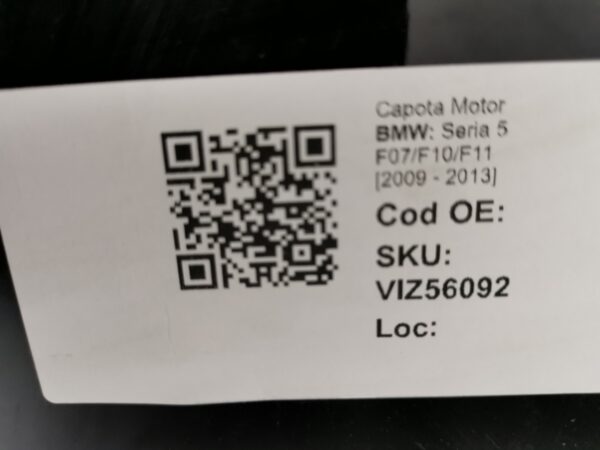 Capota Motor
BMW: Seria 5
F07/F10/F11
[2009 - 2013]
Cod OE:
SKU:
VIZ56092
Loc: